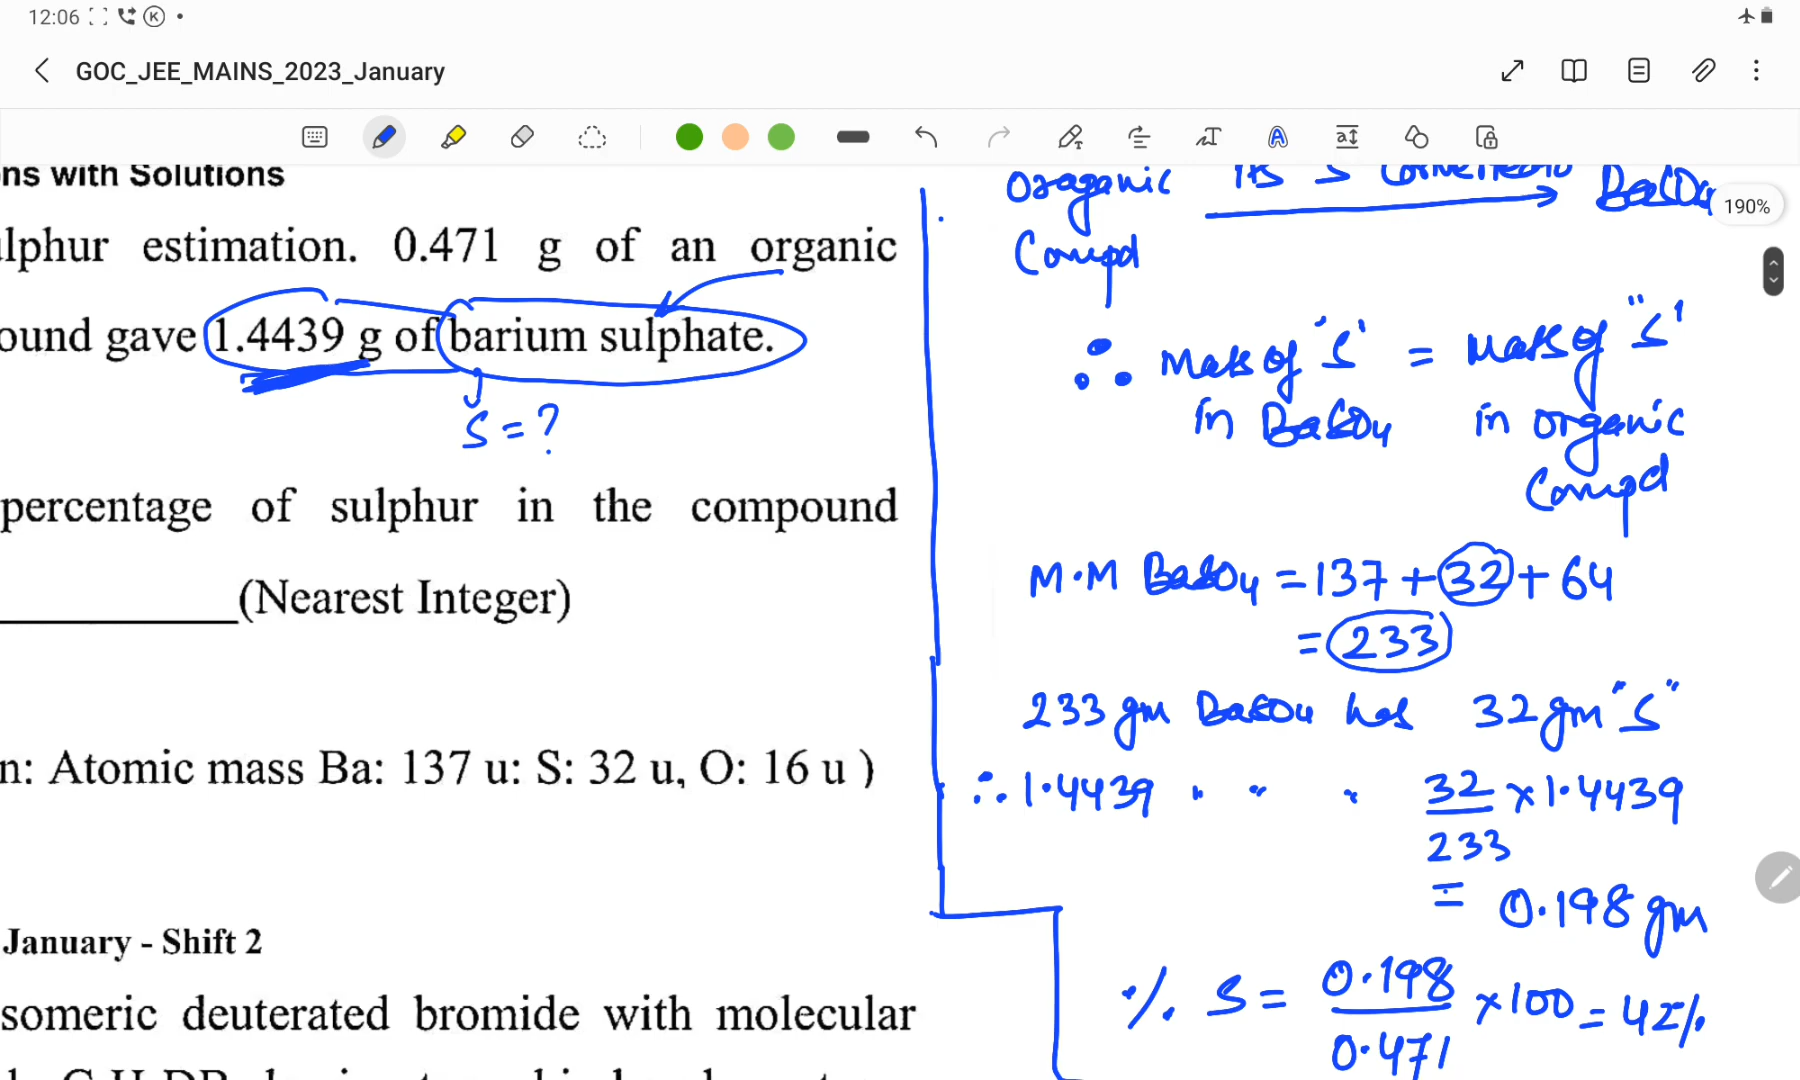 12:06
GOC_JEE_MAINS_2023_January
190%
ns with Solutions
lphur estimation. 0.471 g of an organic
ound gave 1.4439 g of barium sulphate.
S = ?
percentage of sulphur in the compound
(Nearest Integer)
n: Atomic mass Ba: 137 u: S: 32 u, O: 16 u )
January - Shift 2
someric deuterated bromide with molecular
Oraganic its S BaSO4
Compd
∴ Mass of 'S' = Mass of "S"
in BaSO4 in organic
Compd
M.M BaSO4 = 137 + 32 + 64
= 233
233 gm BaSO4 has 32 gm "S"
∴ 1.4439 " " " 32/233 × 1.4439
= 0.198 gm
% S = 0.198/0.471 × 100 = 42%